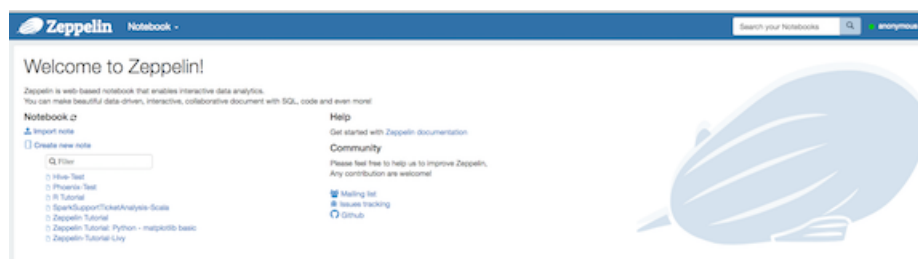 Zeppelin Notebook
Search your Notebooks
anonymous
Welcome to Zeppelin!
Zeppelin is web-based notebook that enables interactive data analytics.
You can make beautiful data-driven, interactive, collaborative document with SQL, code and even more!
Notebook
Import note
Create new note
Filter
Hive-Test
Phoenix-Test
R Tutorial
SparkSupportTicketAnalysis-Scala
Zeppelin Tutorial
Zeppelin Tutorial: Python - matplotlib basic
Zeppelin-Tutorial-Livy
Help
Get started with Zeppelin documentation
Community
Please feel free to help us to improve Zeppelin,
Any contribution are welcome!
Mailing list
Issues tracking
Github